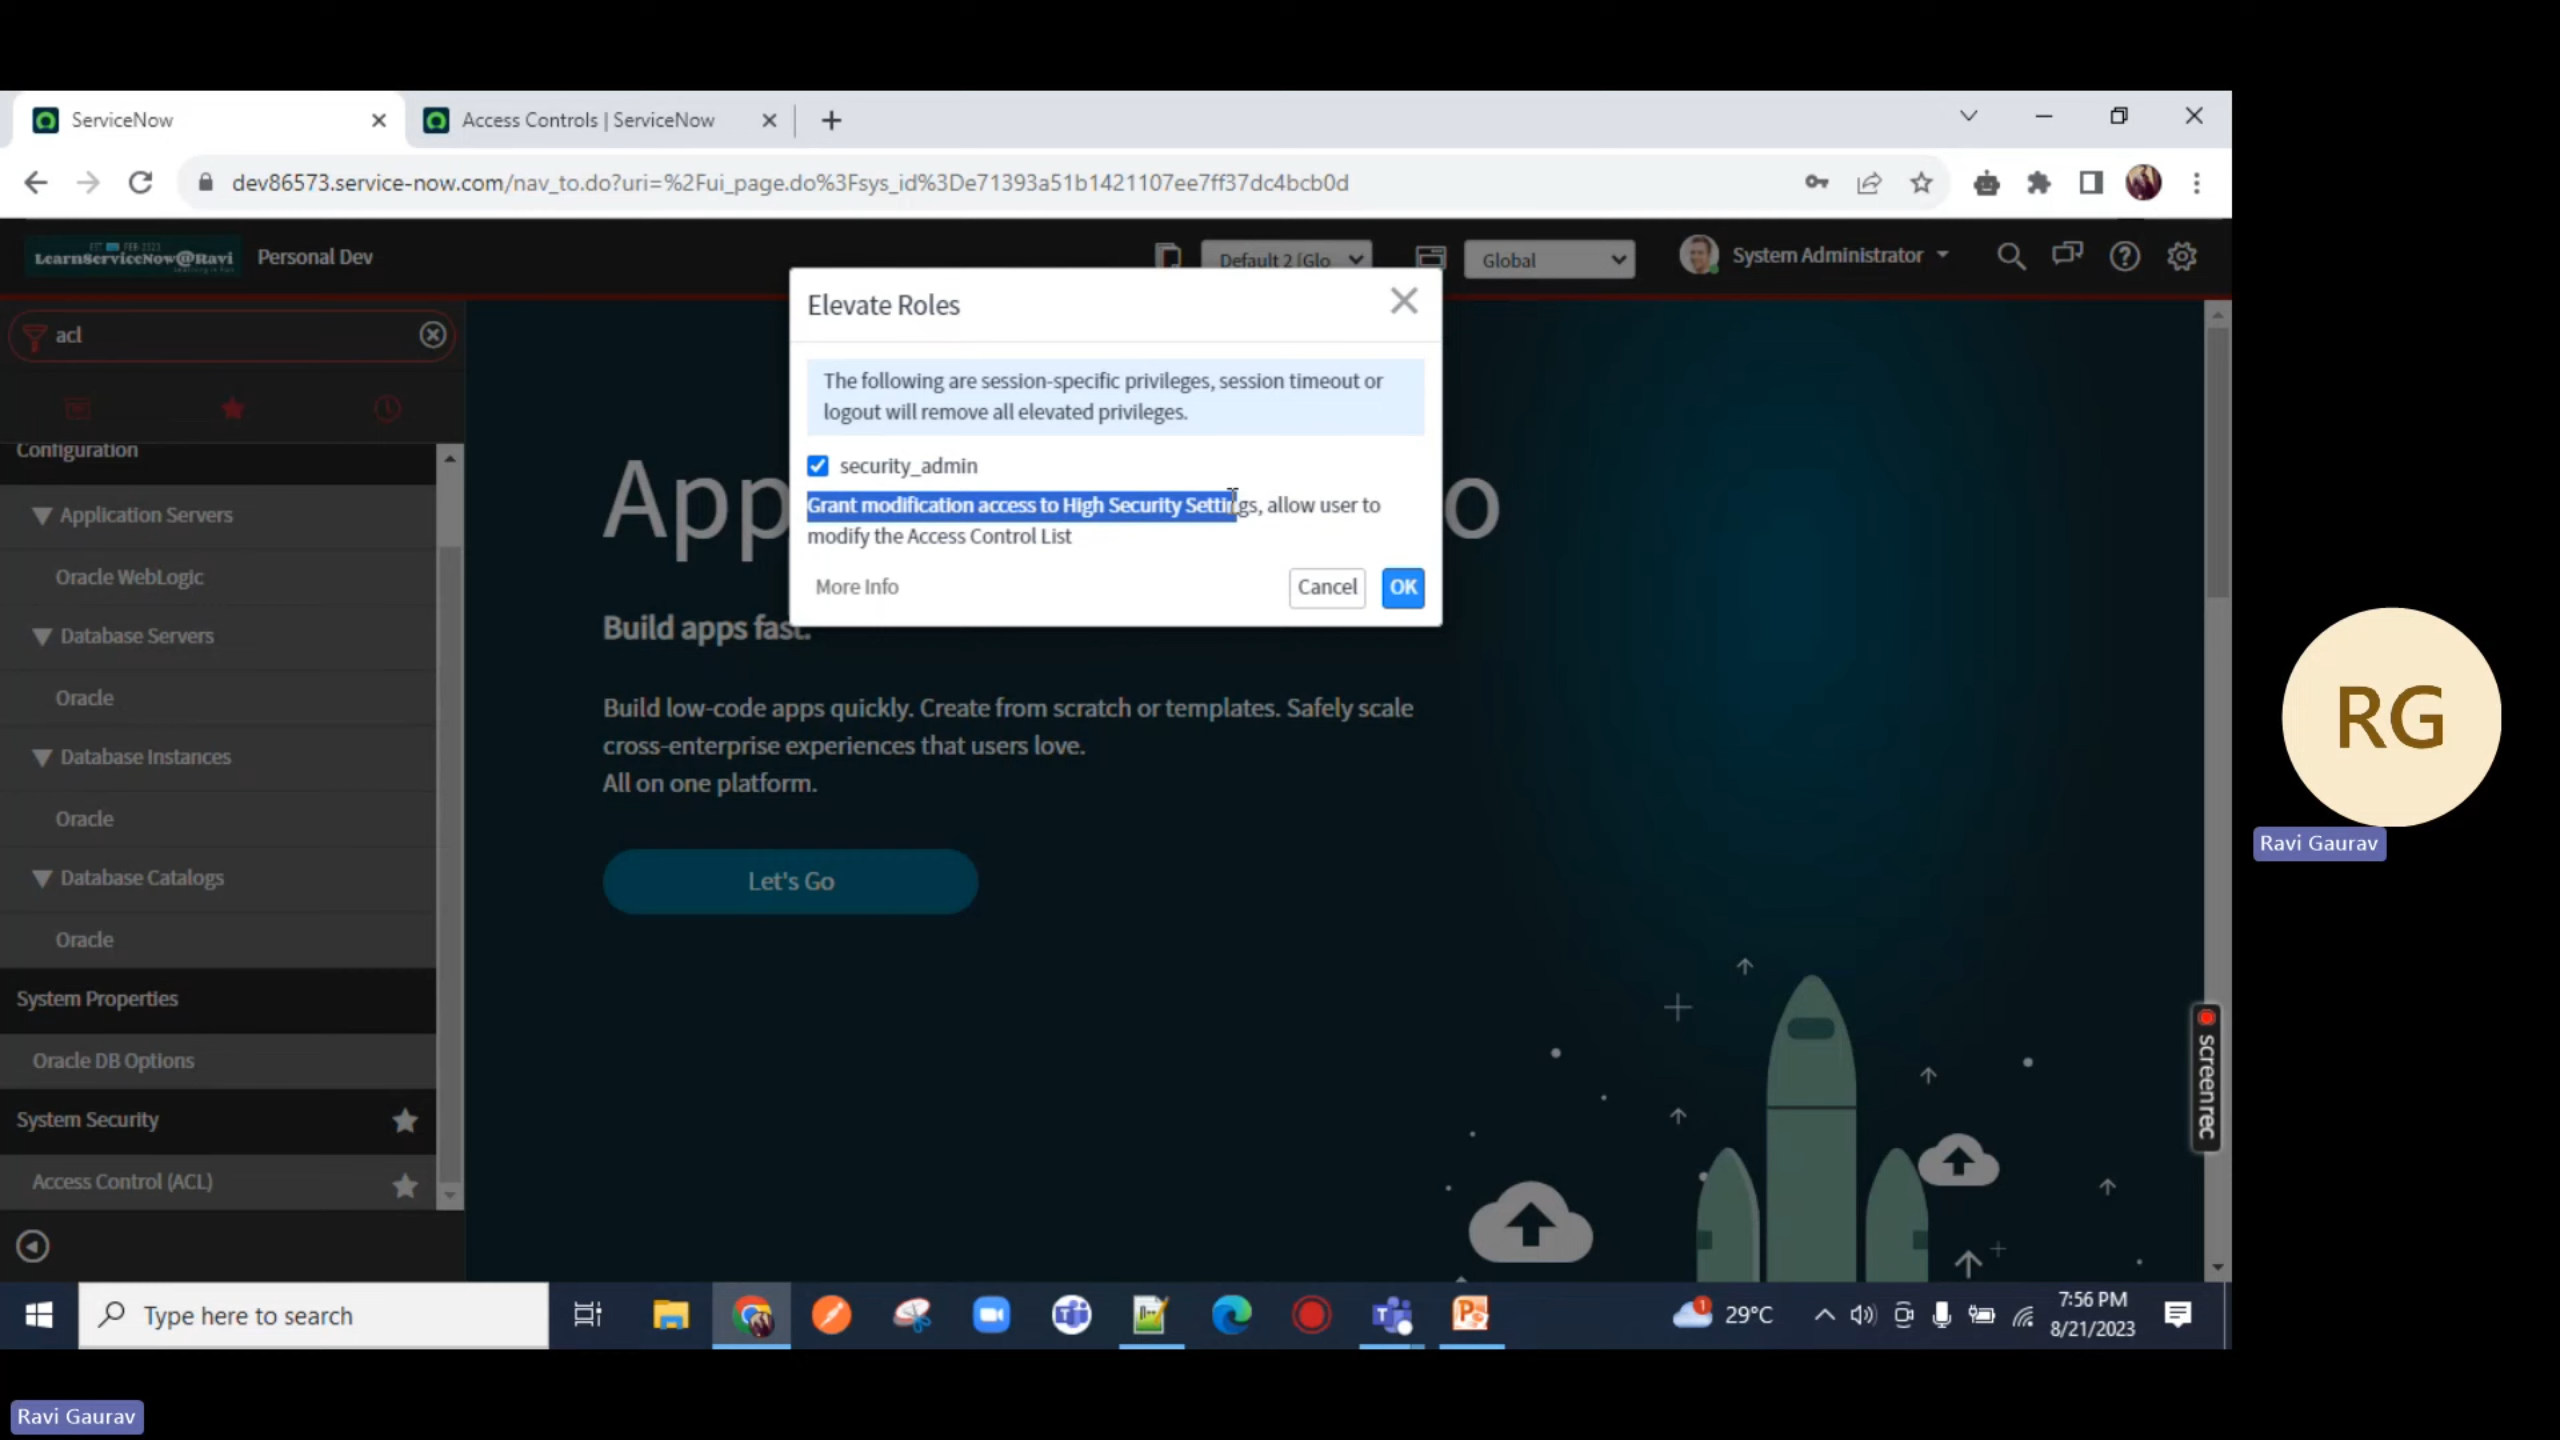 ServiceNow
Access Controls | ServiceNow
dev86573.service-now.com/nav_to.do?uri=%2Fui_page.do%3Fsys_id%3De71393a51b1421107ee7ff37dc4bcb0d
LearnServiceNow@Ravi
Personal Dev
Default 2 [Glo
Global
System Administrator
acl
Elevate Roles
The following are session-specific privileges, session timeout or
logout will remove all elevated privileges.
security_admin
Grant modification access to High Security Settings, allow user to
modify the Access Control List
More Info
Cancel
OK
Configuration
Application Servers
Oracle WebLogic
Database Servers
Oracle
Database Instances
Oracle
Database Catalogs
Oracle
System Properties
Oracle DB Options
System Security
Access Control (ACL)
App
o
Build apps fast.
Build low-code apps quickly. Create from scratch or templates. Safely scale
cross-enterprise experiences that users love.
All on one platform.
Let's Go
screenrec
RG
Ravi Gaurav
Type here to search
1
29°C
7:56 PM
8/21/2023
Ravi Gaurav